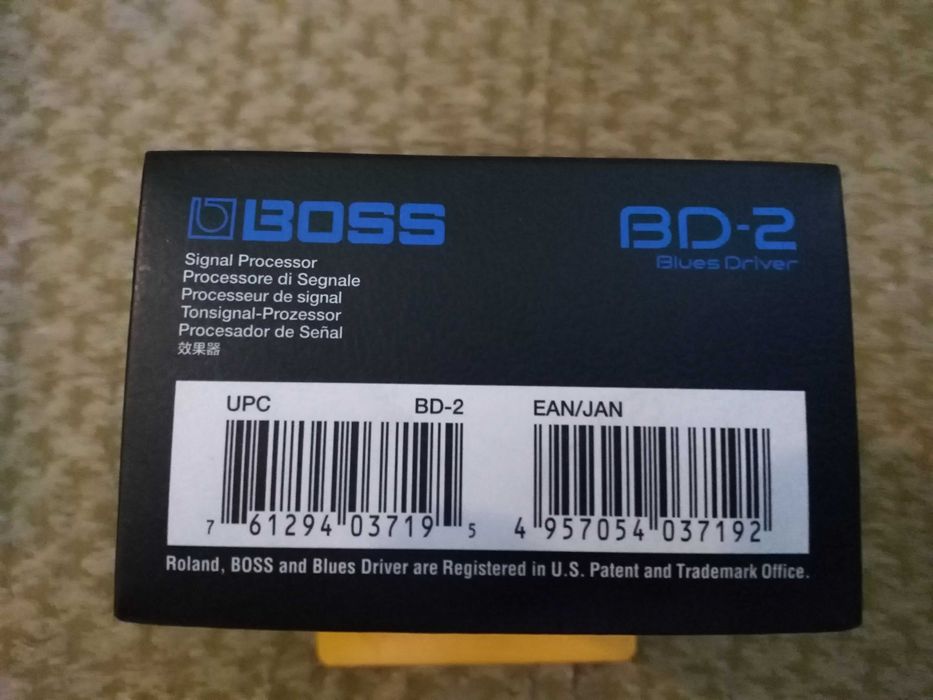 BOSS
BD-2
Blues Driver
Signal Processor
Processore di Segnale
Processeur de signal
Tonsignal-Prozessor
Procesador de Señal
效果器
UPC BD-2
7 61294 03719 5
EAN/JAN
4 957054 037192
Roland, BOSS and Blues Driver are Registered in U.S. Patent and Trademark Office.